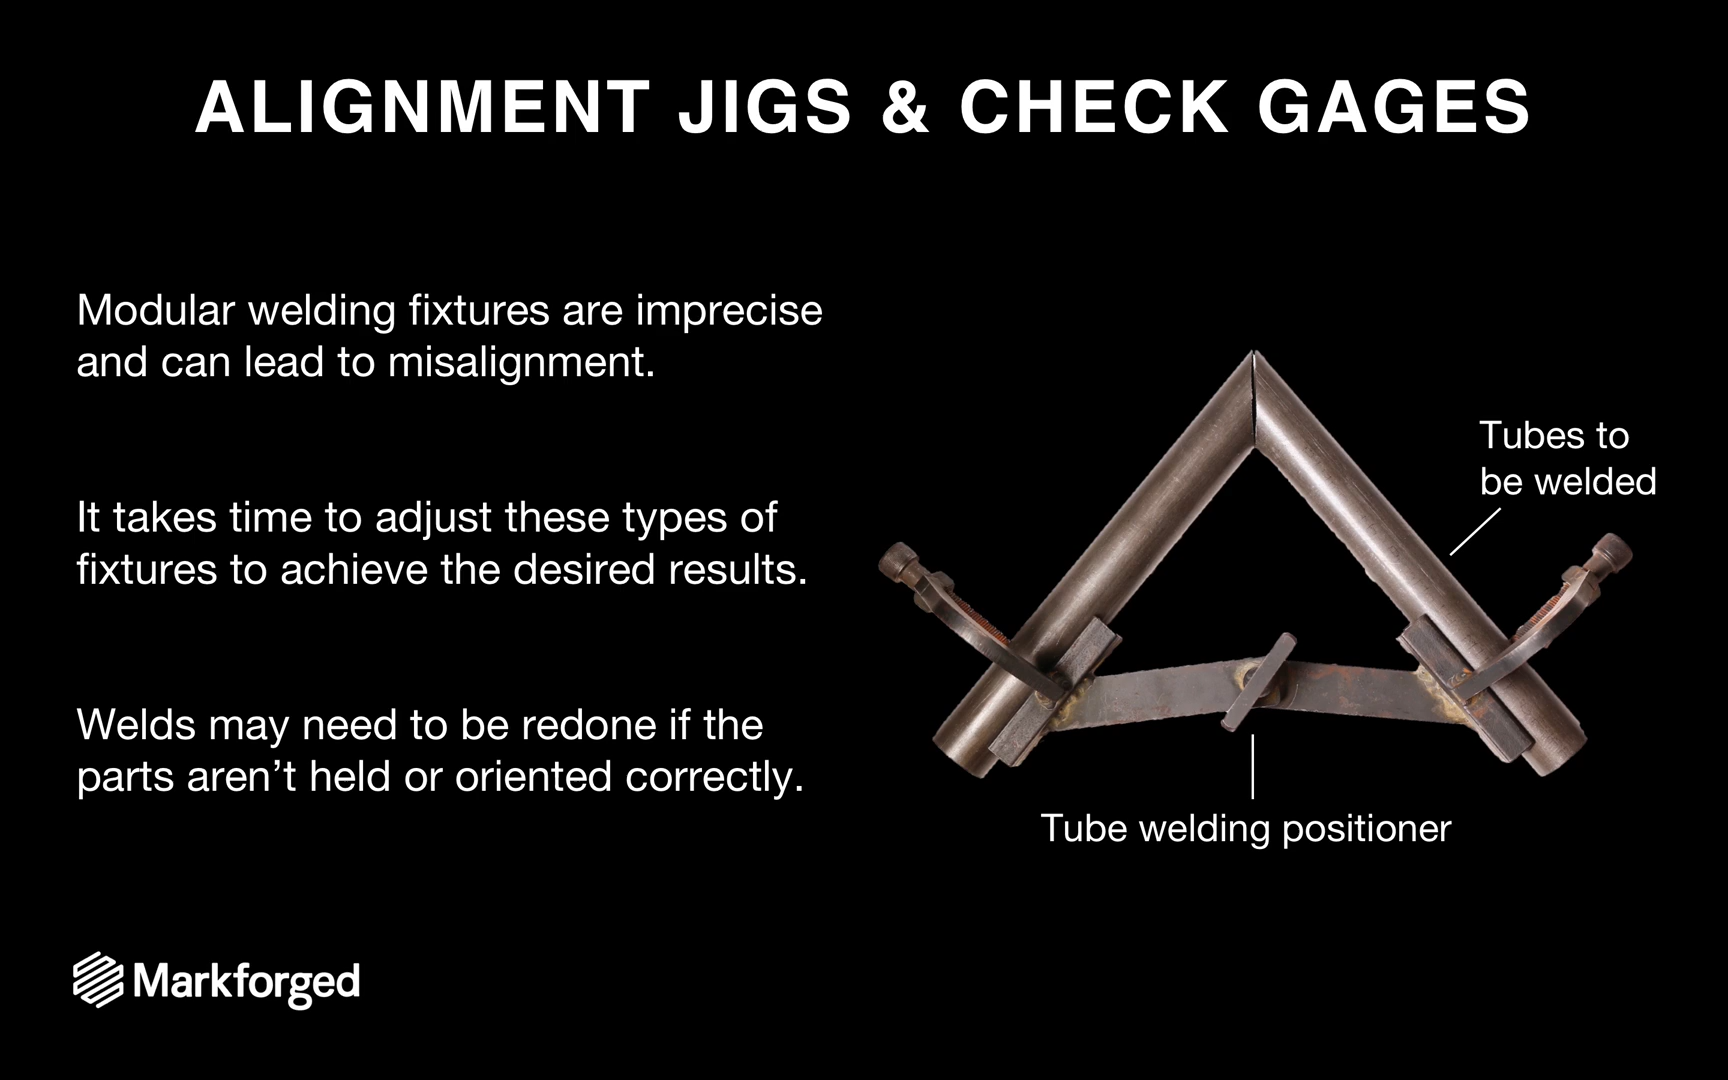 ALIGNMENT JIGS & CHECK GAGES
Modular welding fixtures are imprecise
and can lead to misalignment.
It takes time to adjust these types of
fixtures to achieve the desired results.
Welds may need to be redone if the
parts aren’t held or oriented correctly.
Tubes to
be welded
Tube welding positioner
Markforged